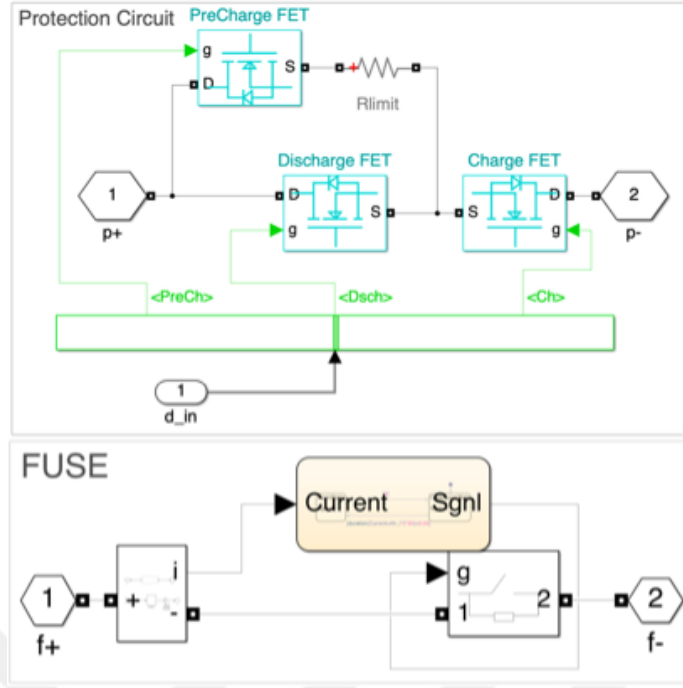 Protection Circuit
PreCharge FET
g
D
S
+
Rlimit
Discharge FET
D
S
g
Charge FET
S
D
g
1
p+
2
p-
<PreCh>
<Dsch>
<Ch>
1
d_in
FUSE
Current
Sgnl
1
f+
i
+
-
g
1
2
2
f-